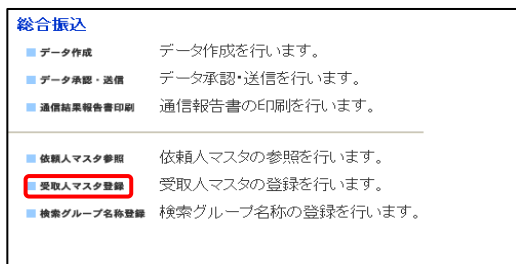 総合振込
データ作成 データ作成を行います。
データ承認・送信 データ承認・送信を行います。
通信結果報告書印刷 通信報告書の印刷を行います。
依頼人マスタ参照 依頼人マスタの参照を行います。
受取人マスタ登録 受取人マスタの登録を行います。
検索グループ名称登録 検索グループ名称の登録を行います。